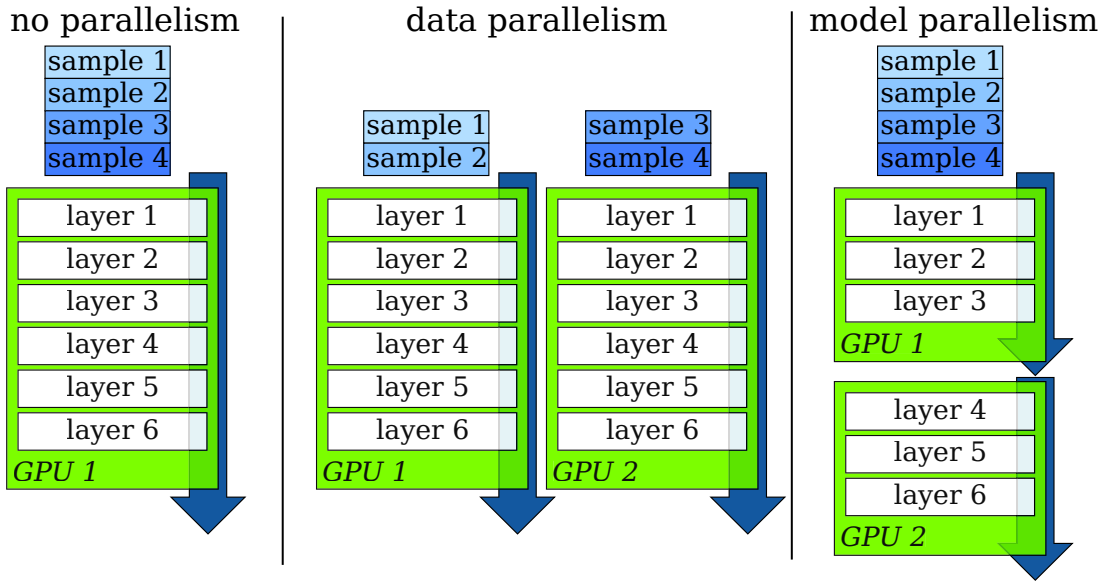 no parallelism
sample 1
sample 2
sample 3
sample 4
layer 1
layer 2
layer 3
layer 4
layer 5
layer 6
GPU 1
data parallelism
sample 1
sample 2
layer 1
layer 2
layer 3
layer 4
layer 5
layer 6
GPU 1
sample 3
sample 4
layer 1
layer 2
layer 3
layer 4
layer 5
layer 6
GPU 2
model parallelism
sample 1
sample 2
sample 3
sample 4
layer 1
layer 2
layer 3
GPU 1
layer 4
layer 5
layer 6
GPU 2